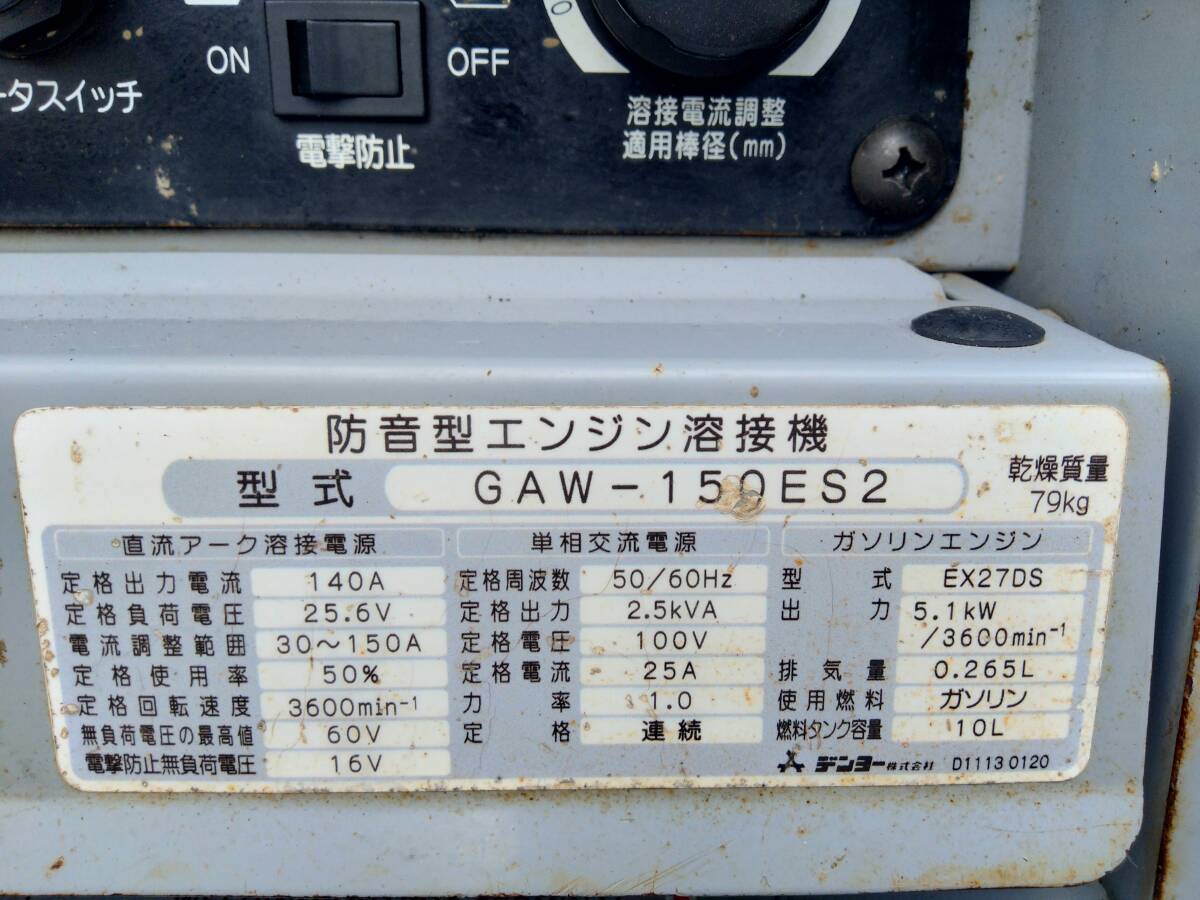 ON
OFF
ータスイッチ
電撃防止
溶接電流調整
適用棒径(mm)
防音型エンジン溶接機
型式 GAW-150ES2
乾燥質量
79kg
直流アーク溶接電源
定格出力電流 140A
定格負荷電圧 25.6V
電流調整範囲 30～150A
定格使用率 50%
定格回転速度 3600min-1
無負荷電圧の最高値 60V
電撃防止無負荷電圧 16V
単相交流電源
定格周波数 50/60Hz
定格出力 2.5kVA
定格電圧 100V
定格電流 25A
力率 1.0
定格 連続
ガソリンエンジン
型式 EX27DS
出力 5.1kW
/3600min-1
排気量 0.265L
使用燃料 ガソリン
燃料タンク容量 10L
デンヨー株式会社 D11130120